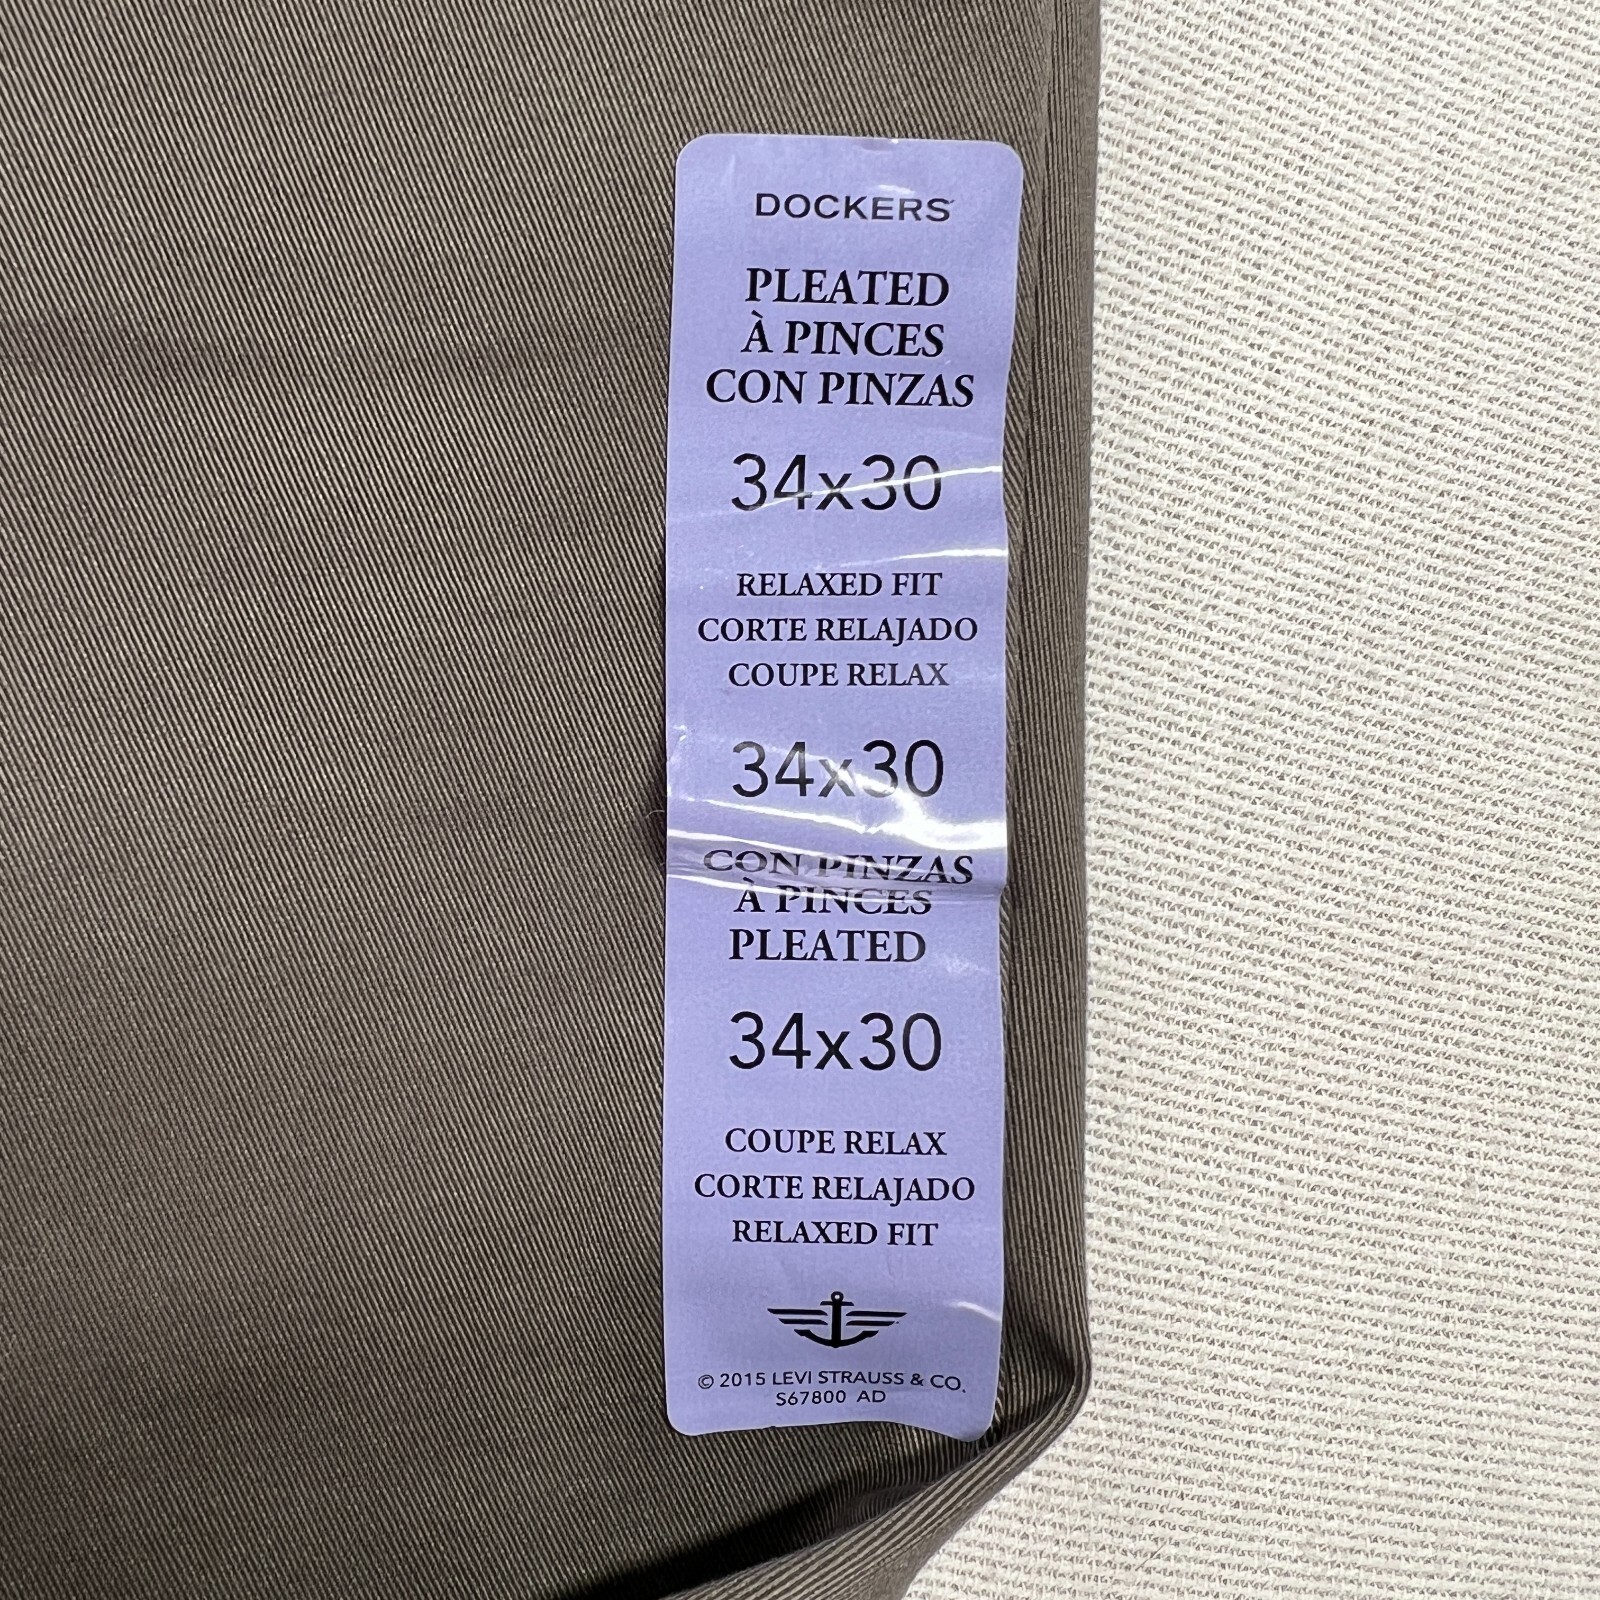 DOCKERS
PLEATED
À PINCES
CON PINZAS
34x30
RELAXED FIT
CORTE RELAJADO
COUPE RELAX
34x30
CON PINZAS
À PINCES
PLEATED
34x30
COUPE RELAX
CORTE RELAJADO
RELAXED FIT
© 2015 LEVI STRAUSS & CO.
S67800 AD